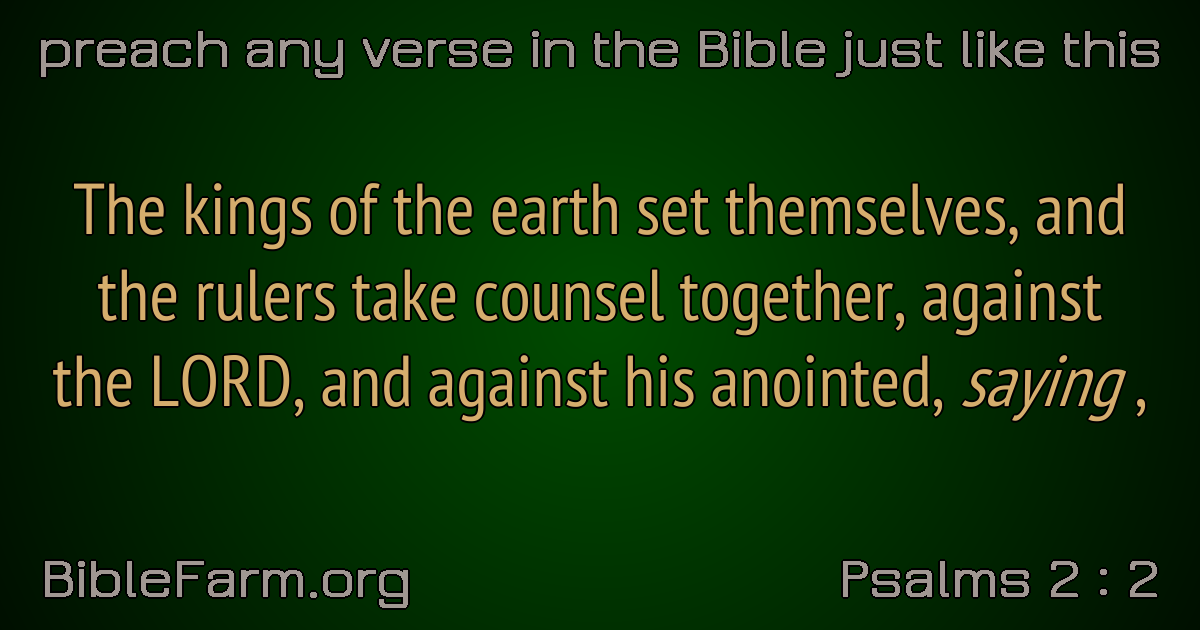 preach any verse in the Bible just like this
The kings of the earth set themselves, and
the rulers take counsel together, against
the LORD, and against his anointed, saying ,
BibleFarm.org
Psalms 2 : 2